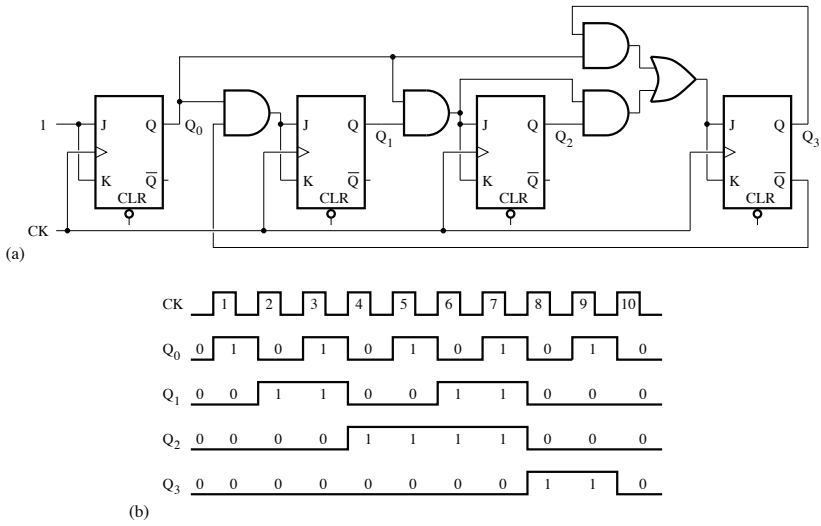 1 J Q Q0 J Q Q1 J Q Q2 J Q Q3
K Q̅ K Q̅ K Q̅ K Q̅
CLR CLR CLR CLR
CK
(a)
CK 1 2 3 4 5 6 7 8 9 10
Q0 0 1 0 1 0 1 0 1 0 1 0
Q1 0 0 1 1 0 0 1 1 0 0 0
Q2 0 0 0 0 1 1 1 1 0 0 0
Q3 0 0 0 0 0 0 0 0 1 1 0
(b)